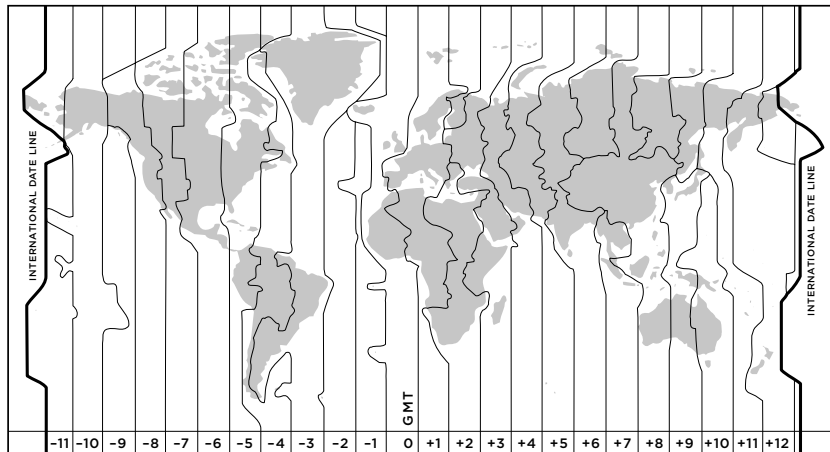 INTERNATIONAL DATE LINE
INTERNATIONAL DATE LINE
GMT
−11 −10 −9 −8 −7 −6 −5 −4 −3 −2 −1 0 +1 +2 +3 +4 +5 +6 +7 +8 +9 +10 +11 +12